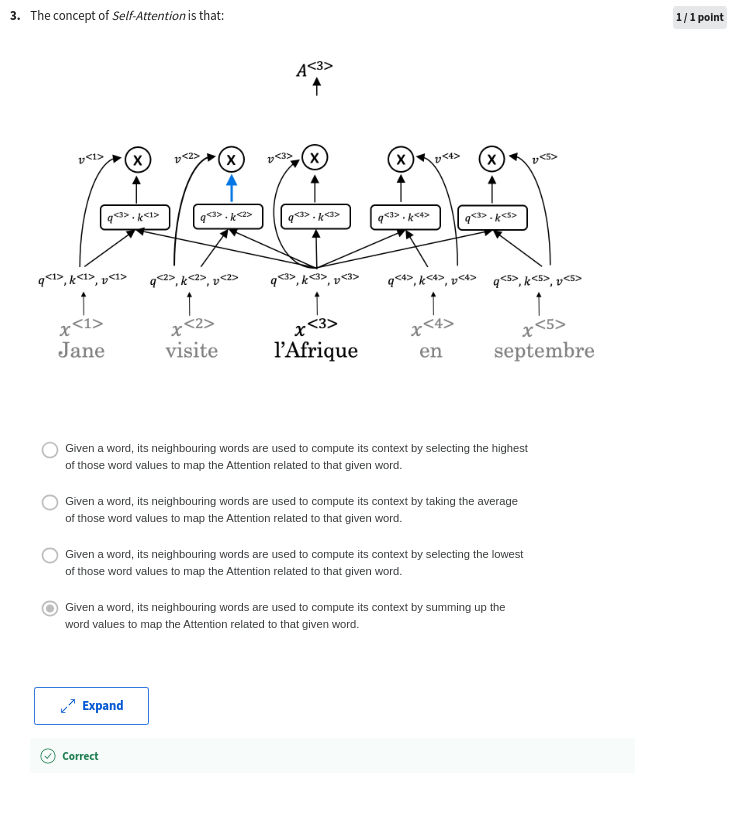 3. The concept of Self-Attention is that:
1 / 1 point
A<3>
v<1> X v<2> X v<3> X X v<4> X v<5>
q<3> · k<1> q<3> · k<2> q<3> · k<3> q<3> · k<4> q<3> · k<5>
q<1>, k<1>, v<1> q<2>, k<2>, v<2> q<3>, k<3>, v<3> q<4>, k<4>, v<4> q<5>, k<5>, v<5>
x<1> x<2> x<3> x<4> x<5>
Jane visite l'Afrique en septembre
Given a word, its neighbouring words are used to compute its context by selecting the highest
of those word values to map the Attention related to that given word.
Given a word, its neighbouring words are used to compute its context by taking the average
of those word values to map the Attention related to that given word.
Given a word, its neighbouring words are used to compute its context by selecting the lowest
of those word values to map the Attention related to that given word.
Given a word, its neighbouring words are used to compute its context by summing up the
word values to map the Attention related to that given word.
Expand
Correct